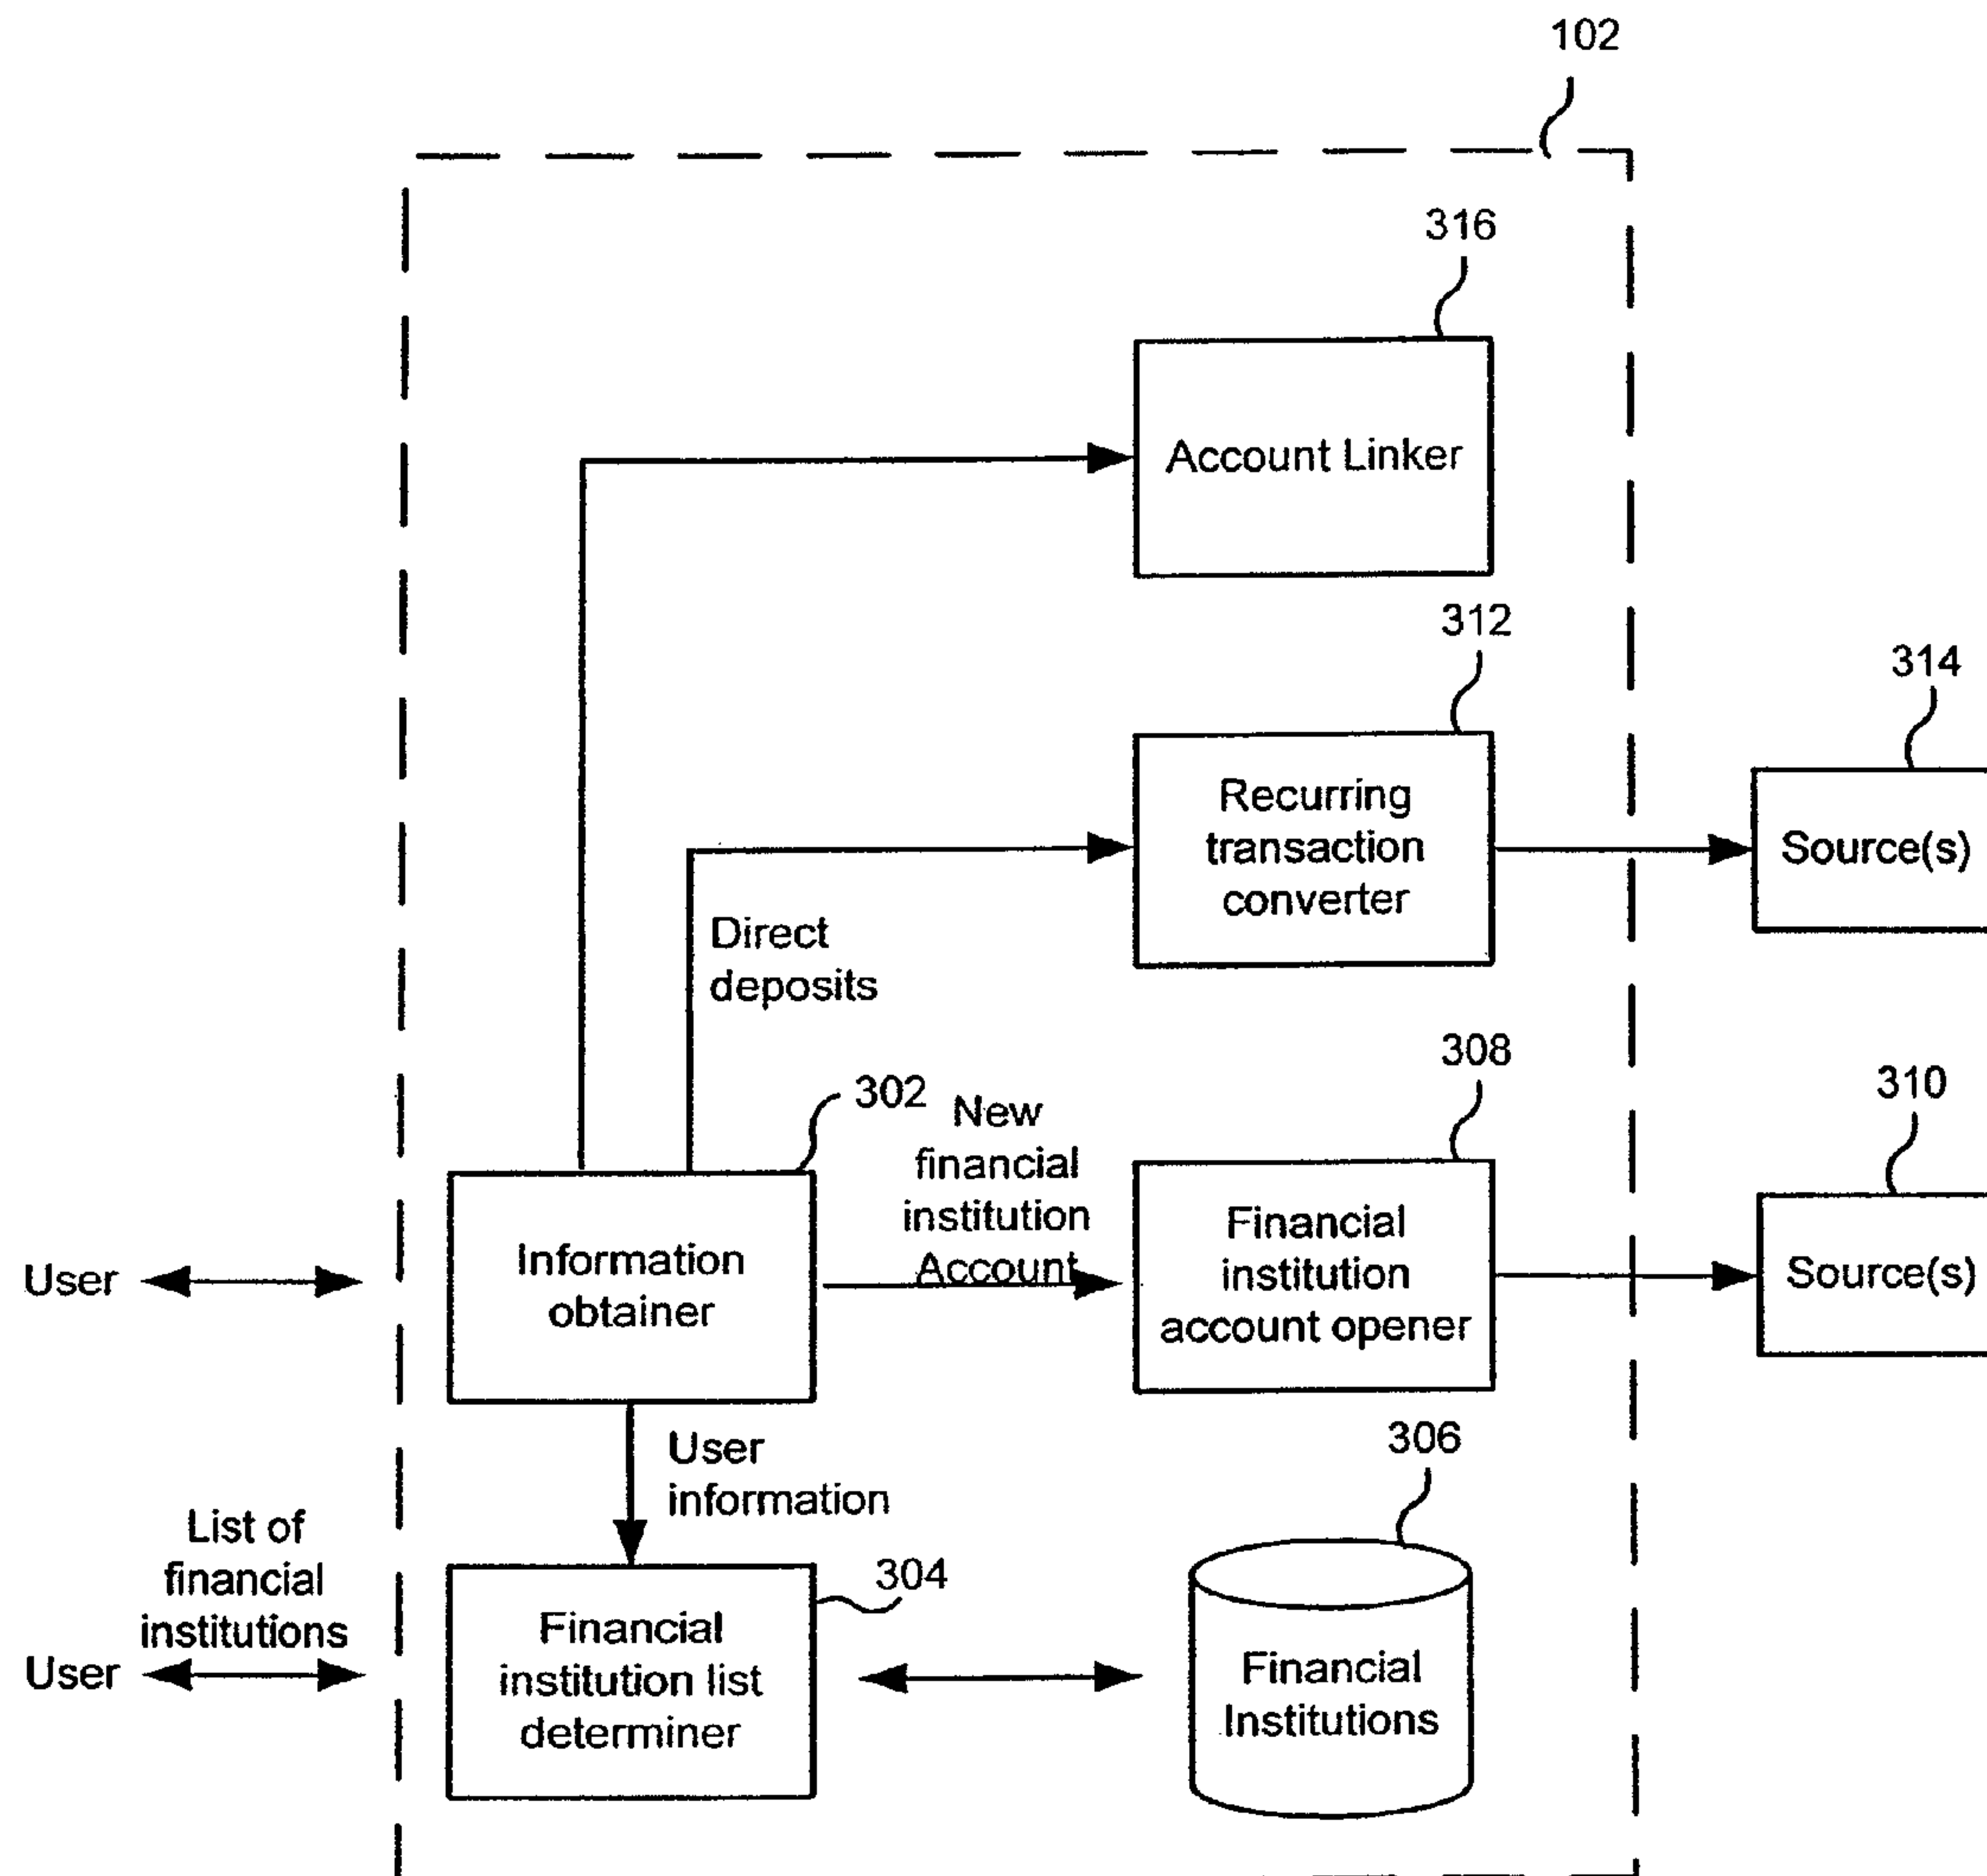 102
316
Account Linker
312
Recurring
transaction
converter
314
Source(s)
Direct
deposits
302
New
financial
institution
Account
308
Financial
institution
account opener
310
Source(s)
User
Information
obtainer
User
information
306
List of
financial
institutions
User
304
Financial
institution list
determiner
Financial
Institutions